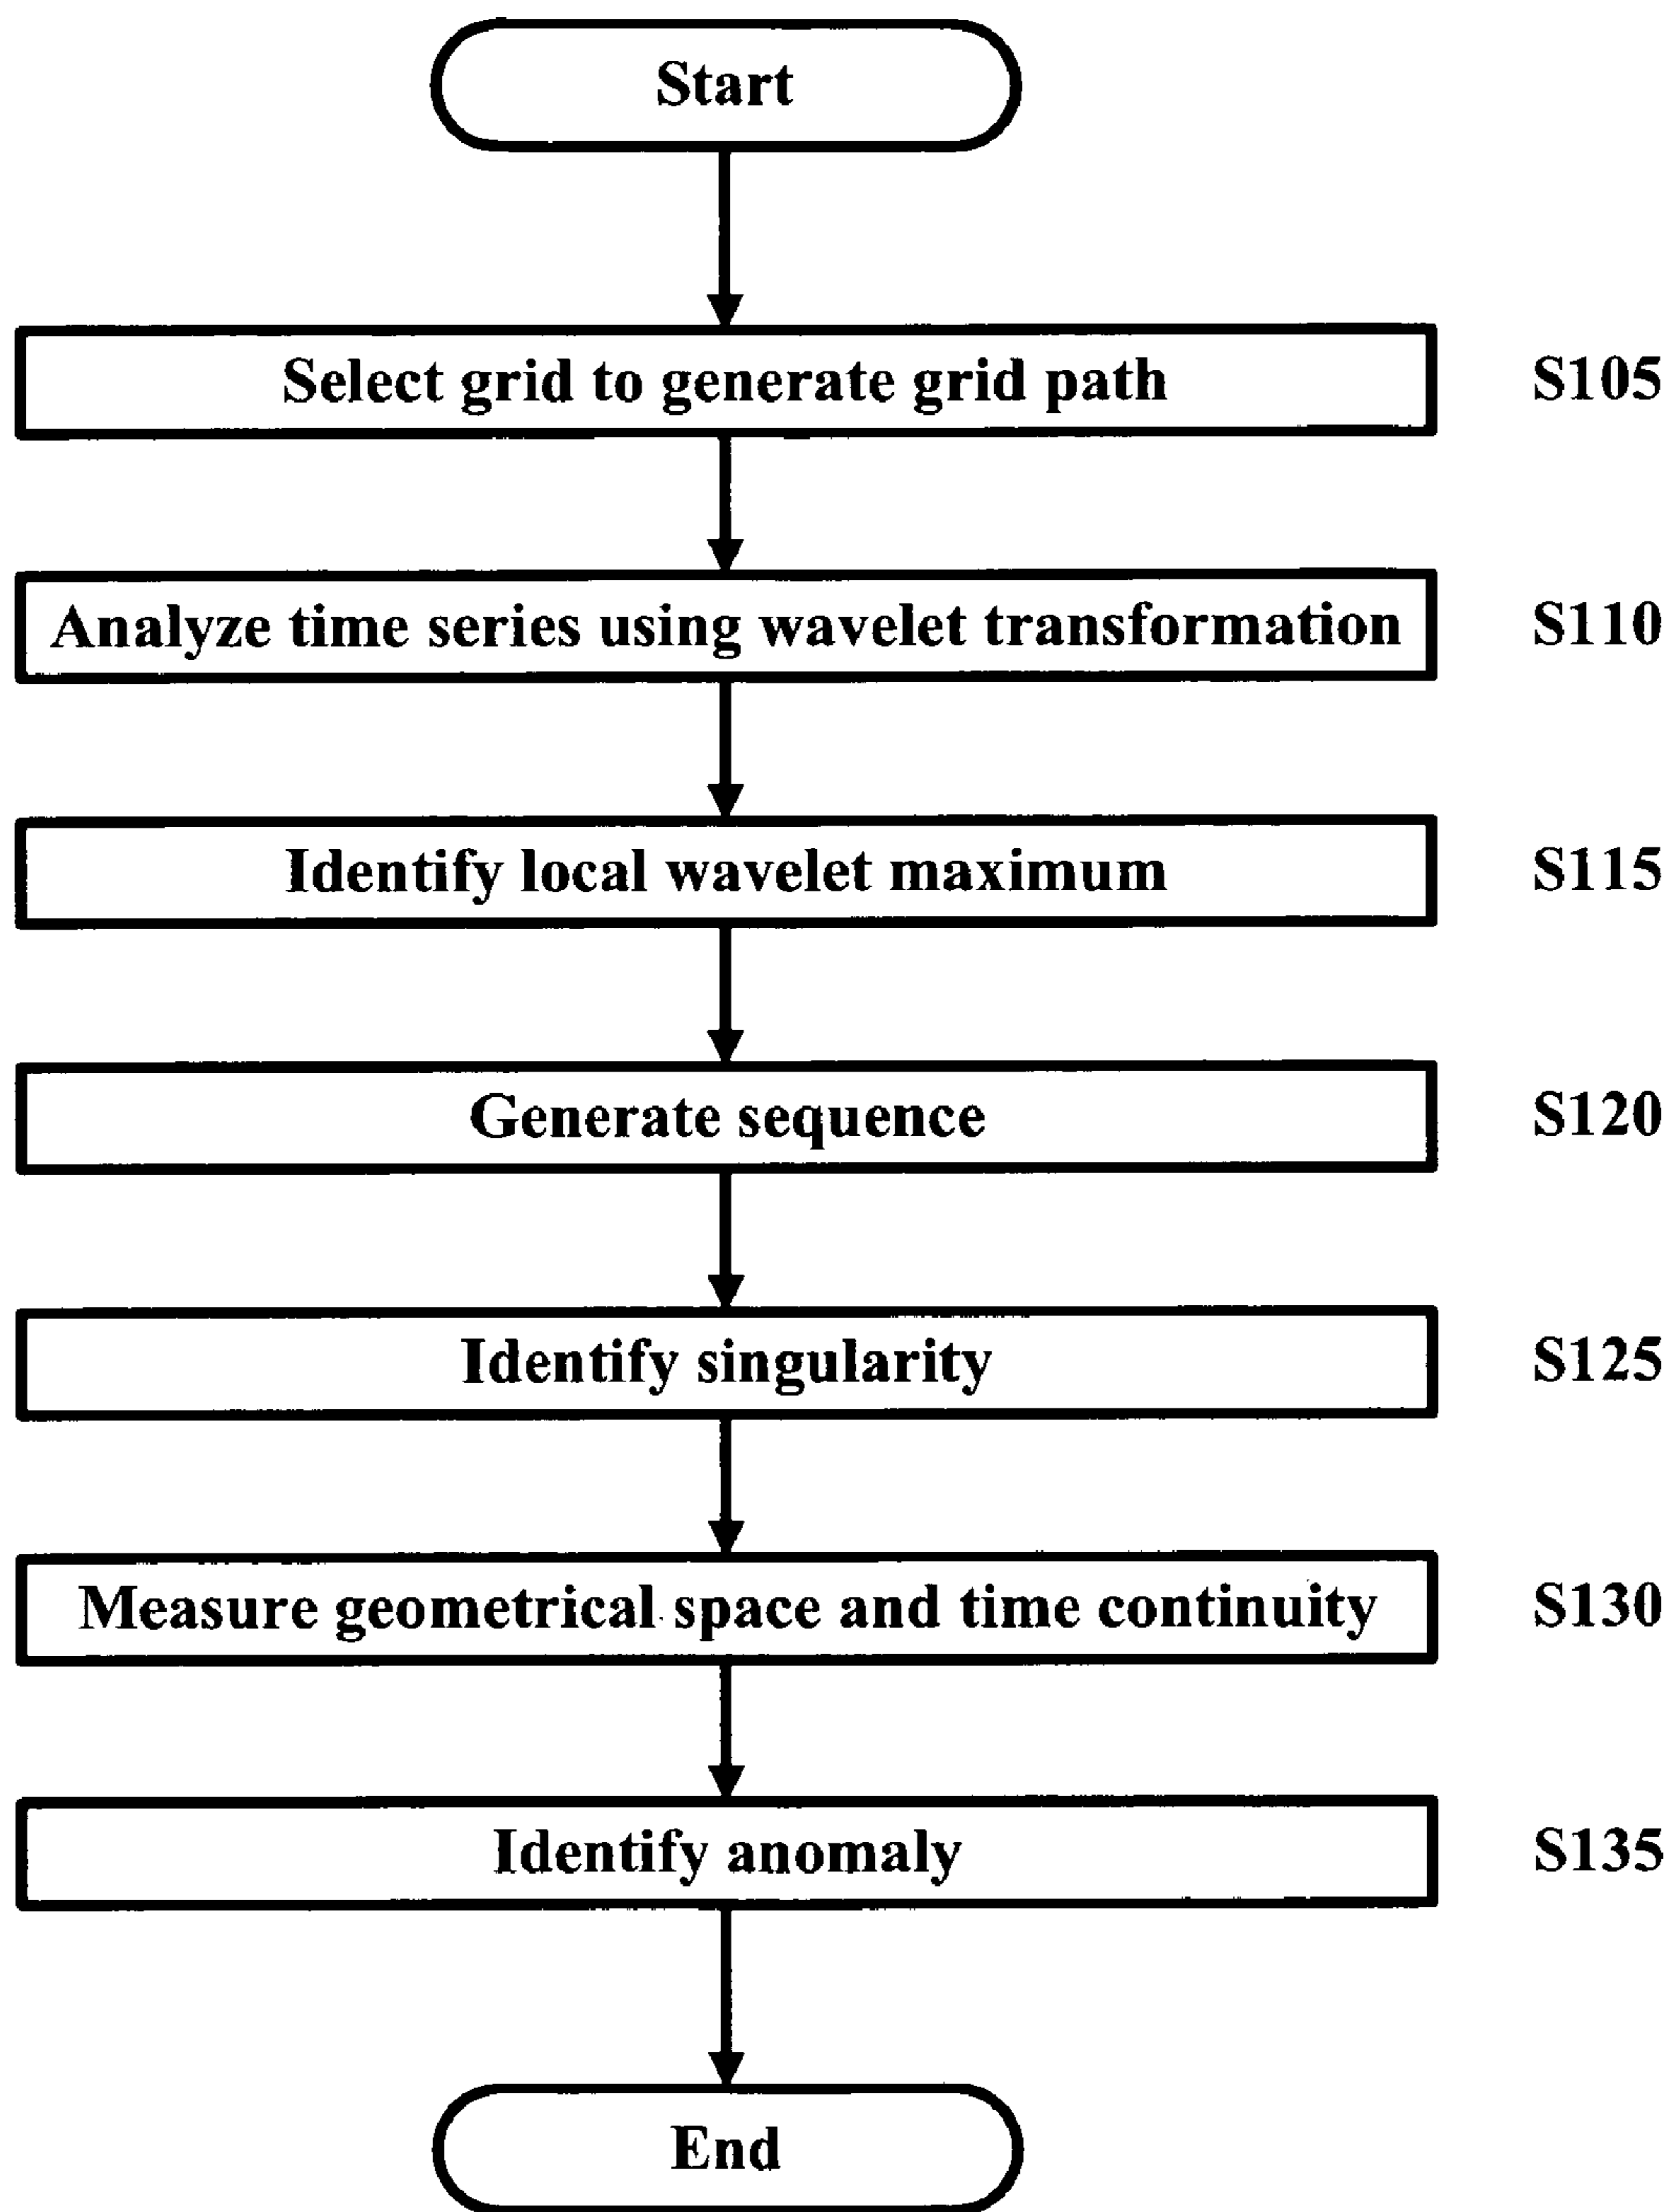 Start
Select grid to generate grid path S105
Analyze time series using wavelet transformation S110
Identify local wavelet maximum S115
Generate sequence S120
Identify singularity S125
Measure geometrical space and time continuity S130
Identify anomaly S135
End